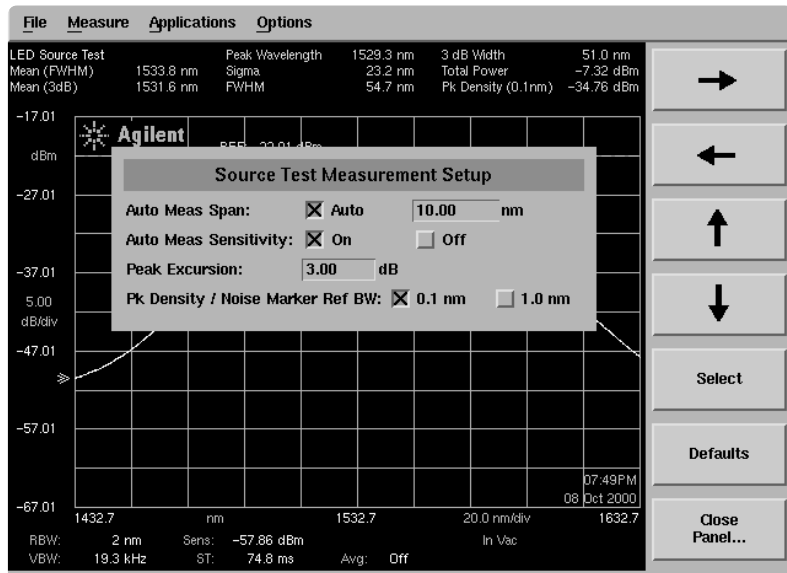 File Measure Applications Options
LED Source Test Peak Wavelength 1529.3 nm 3 dB Width 51.0 nm
Mean (FWHM) 1533.8 nm Sigma 23.2 nm Total Power −7.32 dBm
Mean (3dB) 1531.6 nm FWHM 54.7 nm Pk Density (0.1nm) −34.76 dBm
−17.01
Agilent
dBm
Source Test Measurement Setup
−27.01
Auto Meas Span: Auto 10.00 nm
Auto Meas Sensitivity: On Off
Peak Excursion: 3.00 dB
−37.01
Pk Density / Noise Marker Ref BW: 0.1 nm 1.0 nm
5.00
dB/div
−47.01
Select
−57.01
Defaults
07:49PM
08 Oct 2000
−67.01
1432.7 nm 1532.7 20.0 nm/div 1632.7
Close
Panel...
RBW: 2 nm Sens: −57.86 dBm In Vac
VBW: 19.3 kHz ST: 74.8 ms Avg: Off